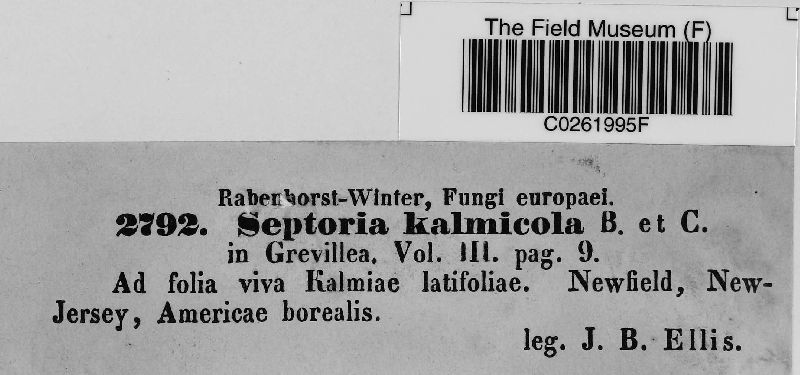 The Field Museum (F)
C0261995F
Rabenhorst-Winter, Fungi europaei.
2792. Septoria kalmicola B. et C.
in Grevillea, Vol. III. pag. 9.
Ad folia viva Kalmiae latifoliae. Newfield, New-
Jersey, Americae borealis.
leg. J. B. Ellis.